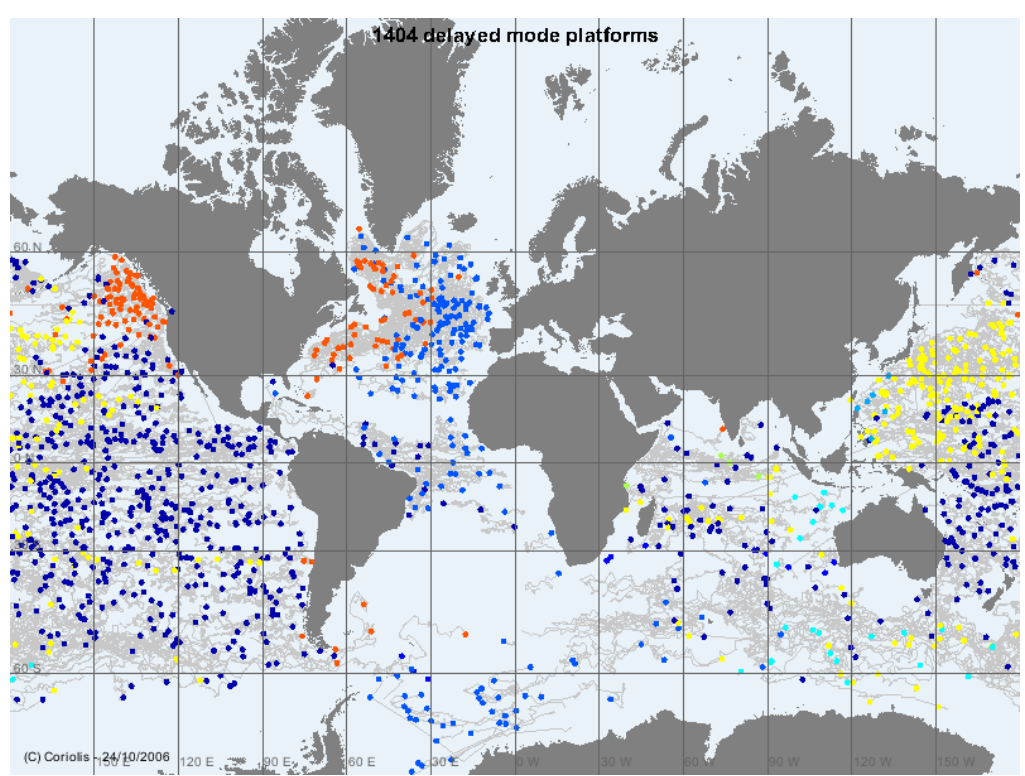 1404 delayed mode platforms
60 N
30 N
0 N
60 S
(C) Coriolis - 24/10/2006
150 E 120 E 90 E 60 E 30 E 0 W 30 W 60 W 90 W 120 W 150 W